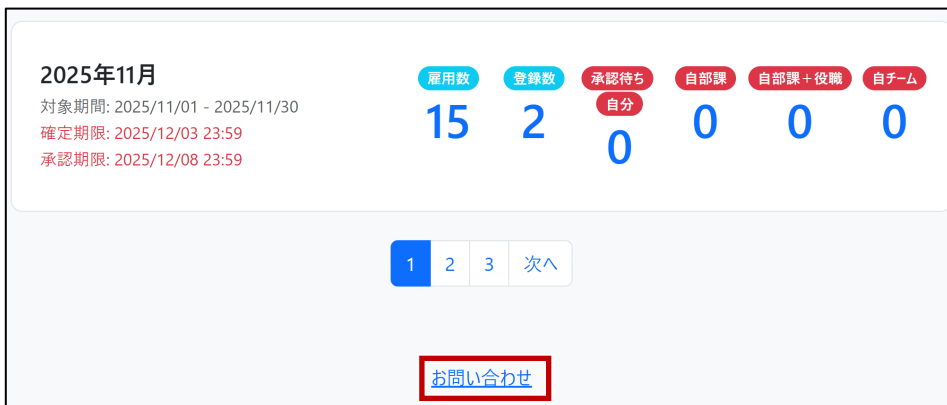 2025年11月
対象期間: 2025/11/01 - 2025/11/30
確定期限: 2025/12/03 23:59
承認期限: 2025/12/08 23:59
雇用数
15
登録数
2
承認待ち
自分
0
自部課
0
自部課＋役職
0
自チーム
0
1 2 3 次へ
お問い合わせ